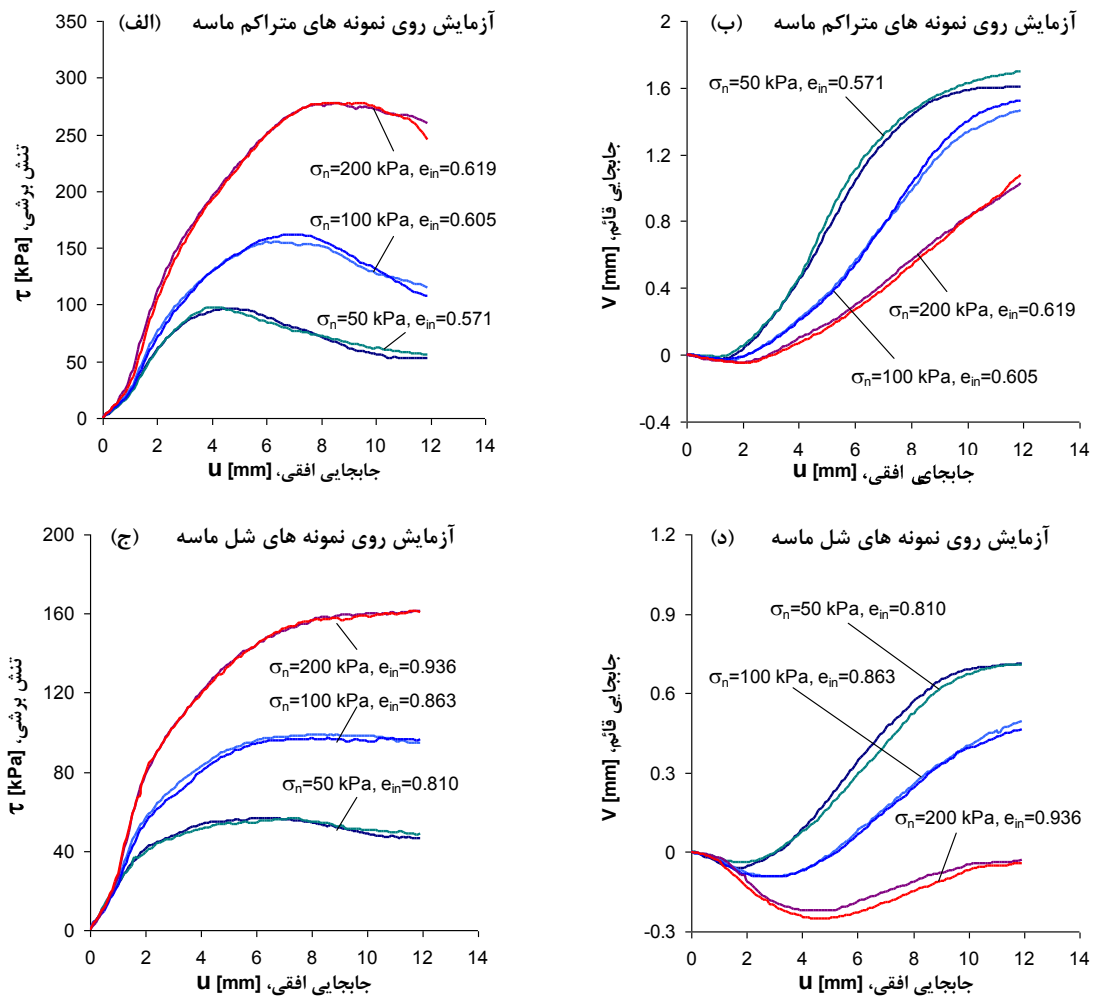 (الف) آزمایش روی نمونه های متراکم ماسه
350
300
250
200
150
100
50
0
τ [kPa] تنش برشی،
σn=200 kPa, ein=0.619
σn=100 kPa, ein=0.605
σn=50 kPa, ein=0.571
0 2 4 6 8 10 12 14
u [mm] جابجایی افقی،
(ب) آزمایش روی نمونه های متراکم ماسه
2
1.6
1.2
0.8
0.4
0
-0.4
V [mm] جابجایی قائم،
σn=50 kPa, ein=0.571
σn=200 kPa, ein=0.619
σn=100 kPa, ein=0.605
0 2 4 6 8 10 12 14
u [mm] جابجای افقی،
(ج) آزمایش روی نمونه های شل ماسه
200
160
120
80
40
0
τ [kPa] تنش برشی،
σn=200 kPa, ein=0.936
σn=100 kPa, ein=0.863
σn=50 kPa, ein=0.810
0 2 4 6 8 10 12 14
u [mm] جابجایی افقی،
(د) آزمایش روی نمونه های شل ماسه
1.2
0.9
0.6
0.3
0
-0.3
V [mm] جابجایی قائم،
σn=50 kPa, ein=0.810
σn=100 kPa, ein=0.863
σn=200 kPa, ein=0.936
0 2 4 6 8 10 12 14
u [mm] جابجایی افقی،